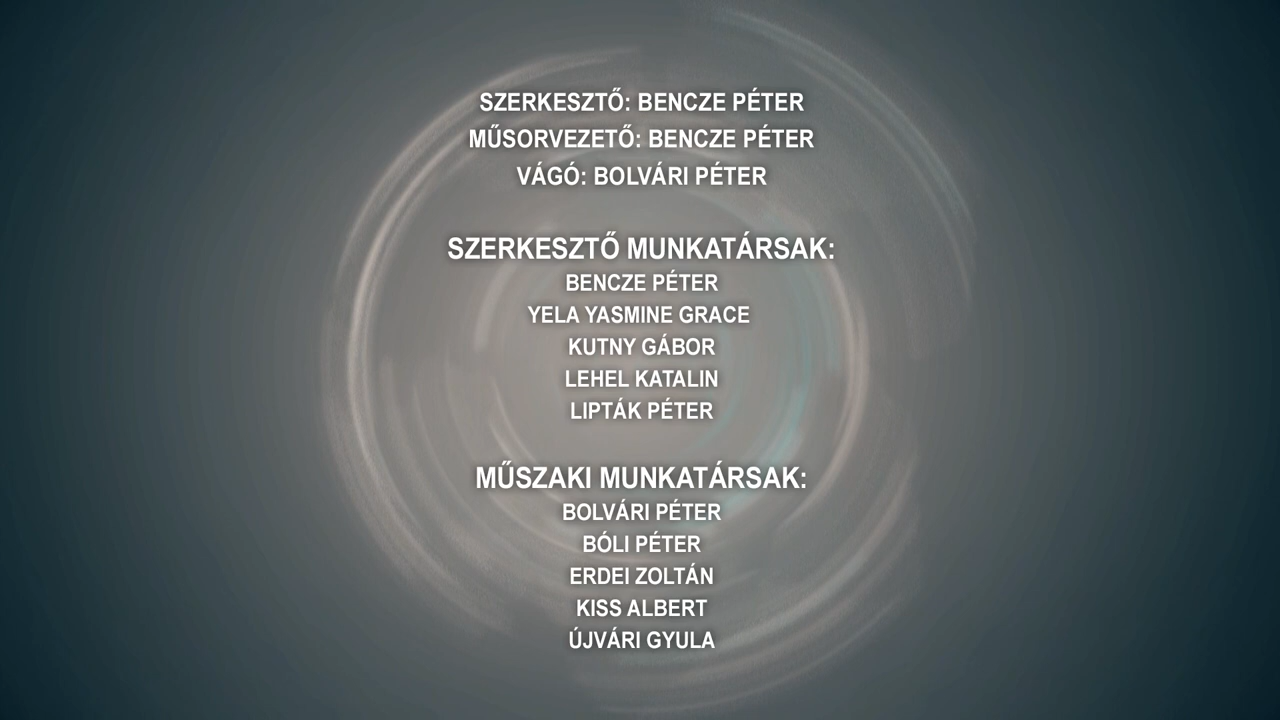 SZERKESZTŐ: BENCZE PÉTER
MŰSORVEZETŐ: BENCZE PÉTER
VÁGÓ: BOLVÁRI PÉTER
SZERKESZTŐ MUNKATÁRSAK:
BENCZE PÉTER
YELA YASMINE GRACE
KUTNY GÁBOR
LEHEL KATALIN
LIPTÁK PÉTER
MŰSZAKI MUNKATÁRSAK:
BOLVÁRI PÉTER
BÓLI PÉTER
ERDEI ZOLTÁN
KISS ALBERT
ÚJVÁRI GYULA